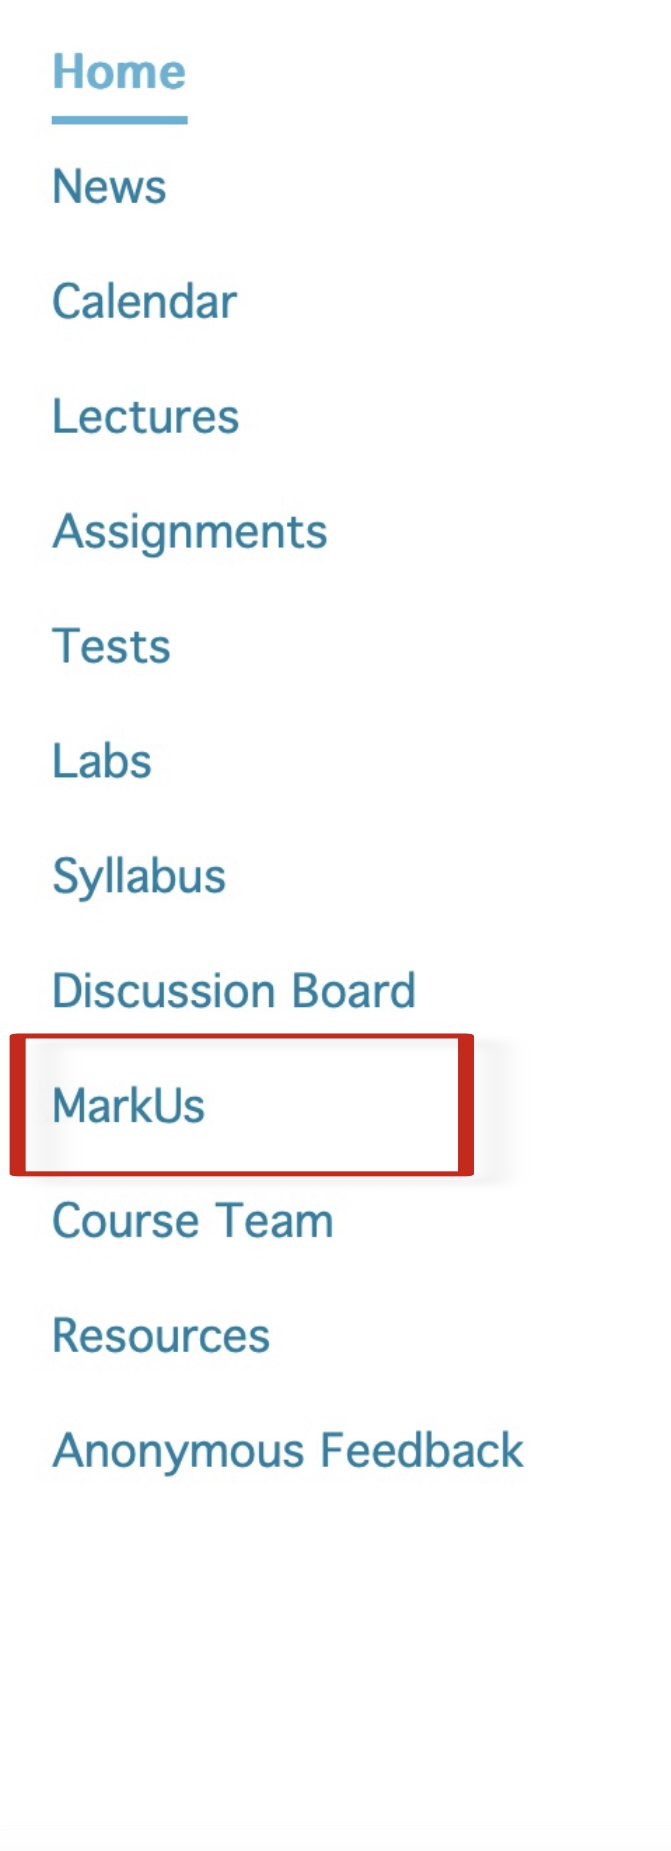 Home
News
Calendar
Lectures
Assignments
Tests
Labs
Syllabus
Discussion Board
MarkUs
Course Team
Resources
Anonymous Feedback